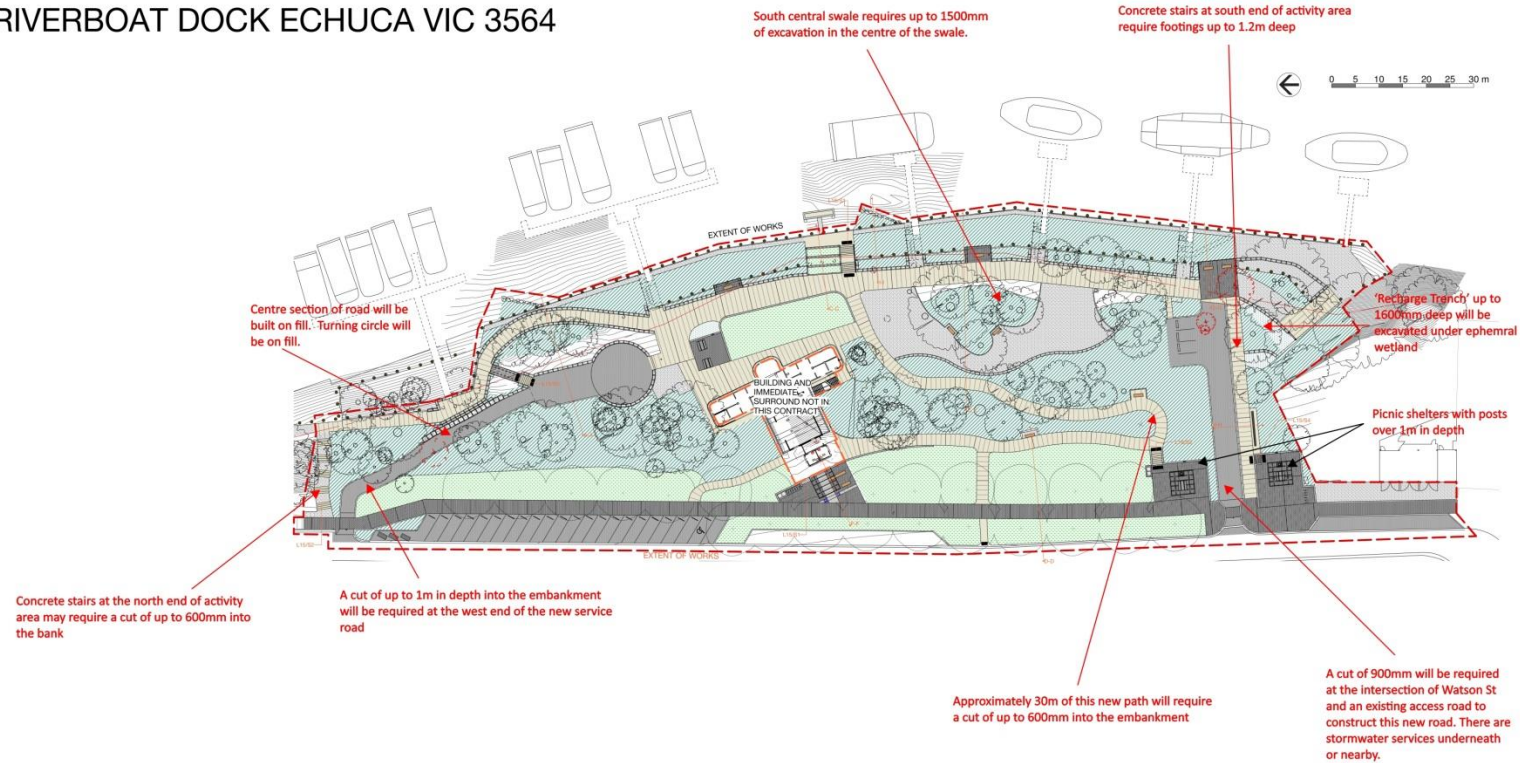 RIVERBOAT DOCK ECHUCA VIC 3564
South central swale requires up to 1500mm
of excavation in the centre of the swale.
Concrete stairs at south end of activity area
require footings up to 1.2m deep
0 5 10 15 20 25 30 m
EXTENT OF WORKS
Centre section of road will be
built on fill. Turning circle will
be on fill.
'Recharge Trench' up to
1600mm deep will be
excavated under ephemral
wetland
BUILDING AND
IMMEDIATE
SURROUND NOT IN
THIS CONTRACT
Picnic shelters with posts
over 1m in depth
L15/S2
L15/S1
F-F
D-D
EXTENT OF WORKS
Concrete stairs at the north end of activity
area may require a cut of up to 600mm into
the bank
A cut of up to 1m in depth into the embankment
will be required at the west end of the new service
road
Approximately 30m of this new path will require
a cut of up to 600mm into the embankment
A cut of 900mm will be required
at the intersection of Watson St
and an existing access road to
construct this new road. There are
stormwater services underneath
or nearby.